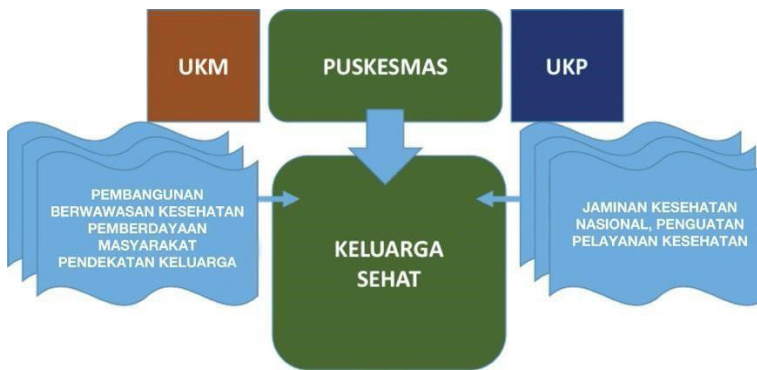 UKM
PUSKESMAS
UKP
PEMBANGUNAN
BERWAWASAN KESEHATAN
PEMBERDAYAAN
MASYARAKAT
PENDEKATAN KELUARGA
KELUARGA
SEHAT
JAMINAN KESEHATAN
NASIONAL, PENGUATAN
PELAYANAN KESEHATAN